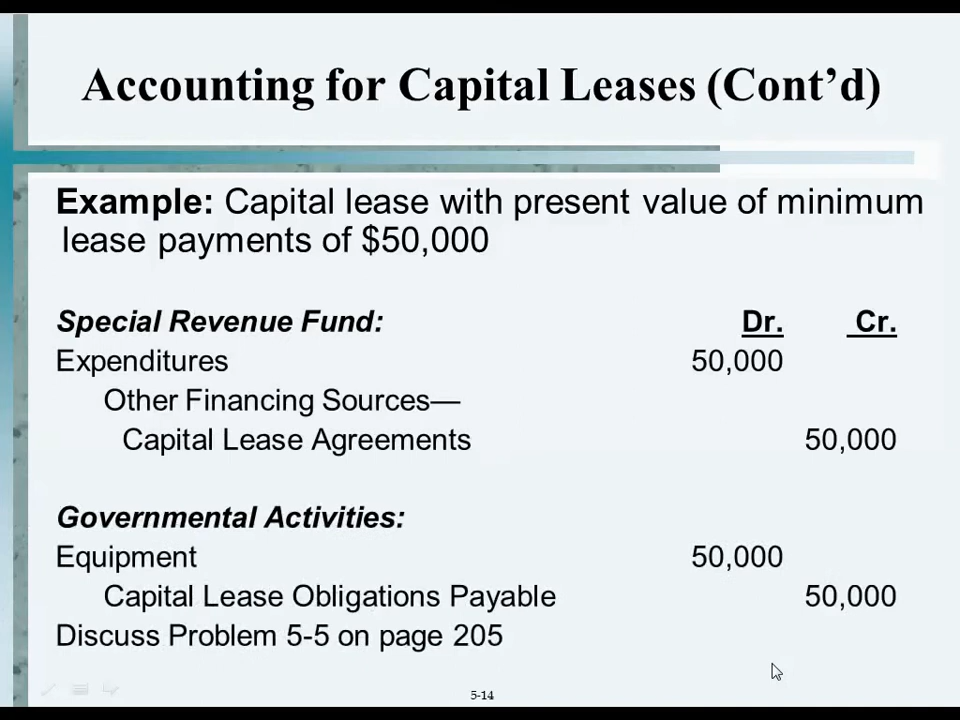 Accounting for Capital Leases (Cont’d)
Example: Capital lease with present value of minimum
lease payments of $50,000
Special Revenue Fund: Dr. Cr.
Expenditures 50,000
Other Financing Sources—
Capital Lease Agreements 50,000
Governmental Activities:
Equipment 50,000
Capital Lease Obligations Payable 50,000
Discuss Problem 5-5 on page 205
5-14